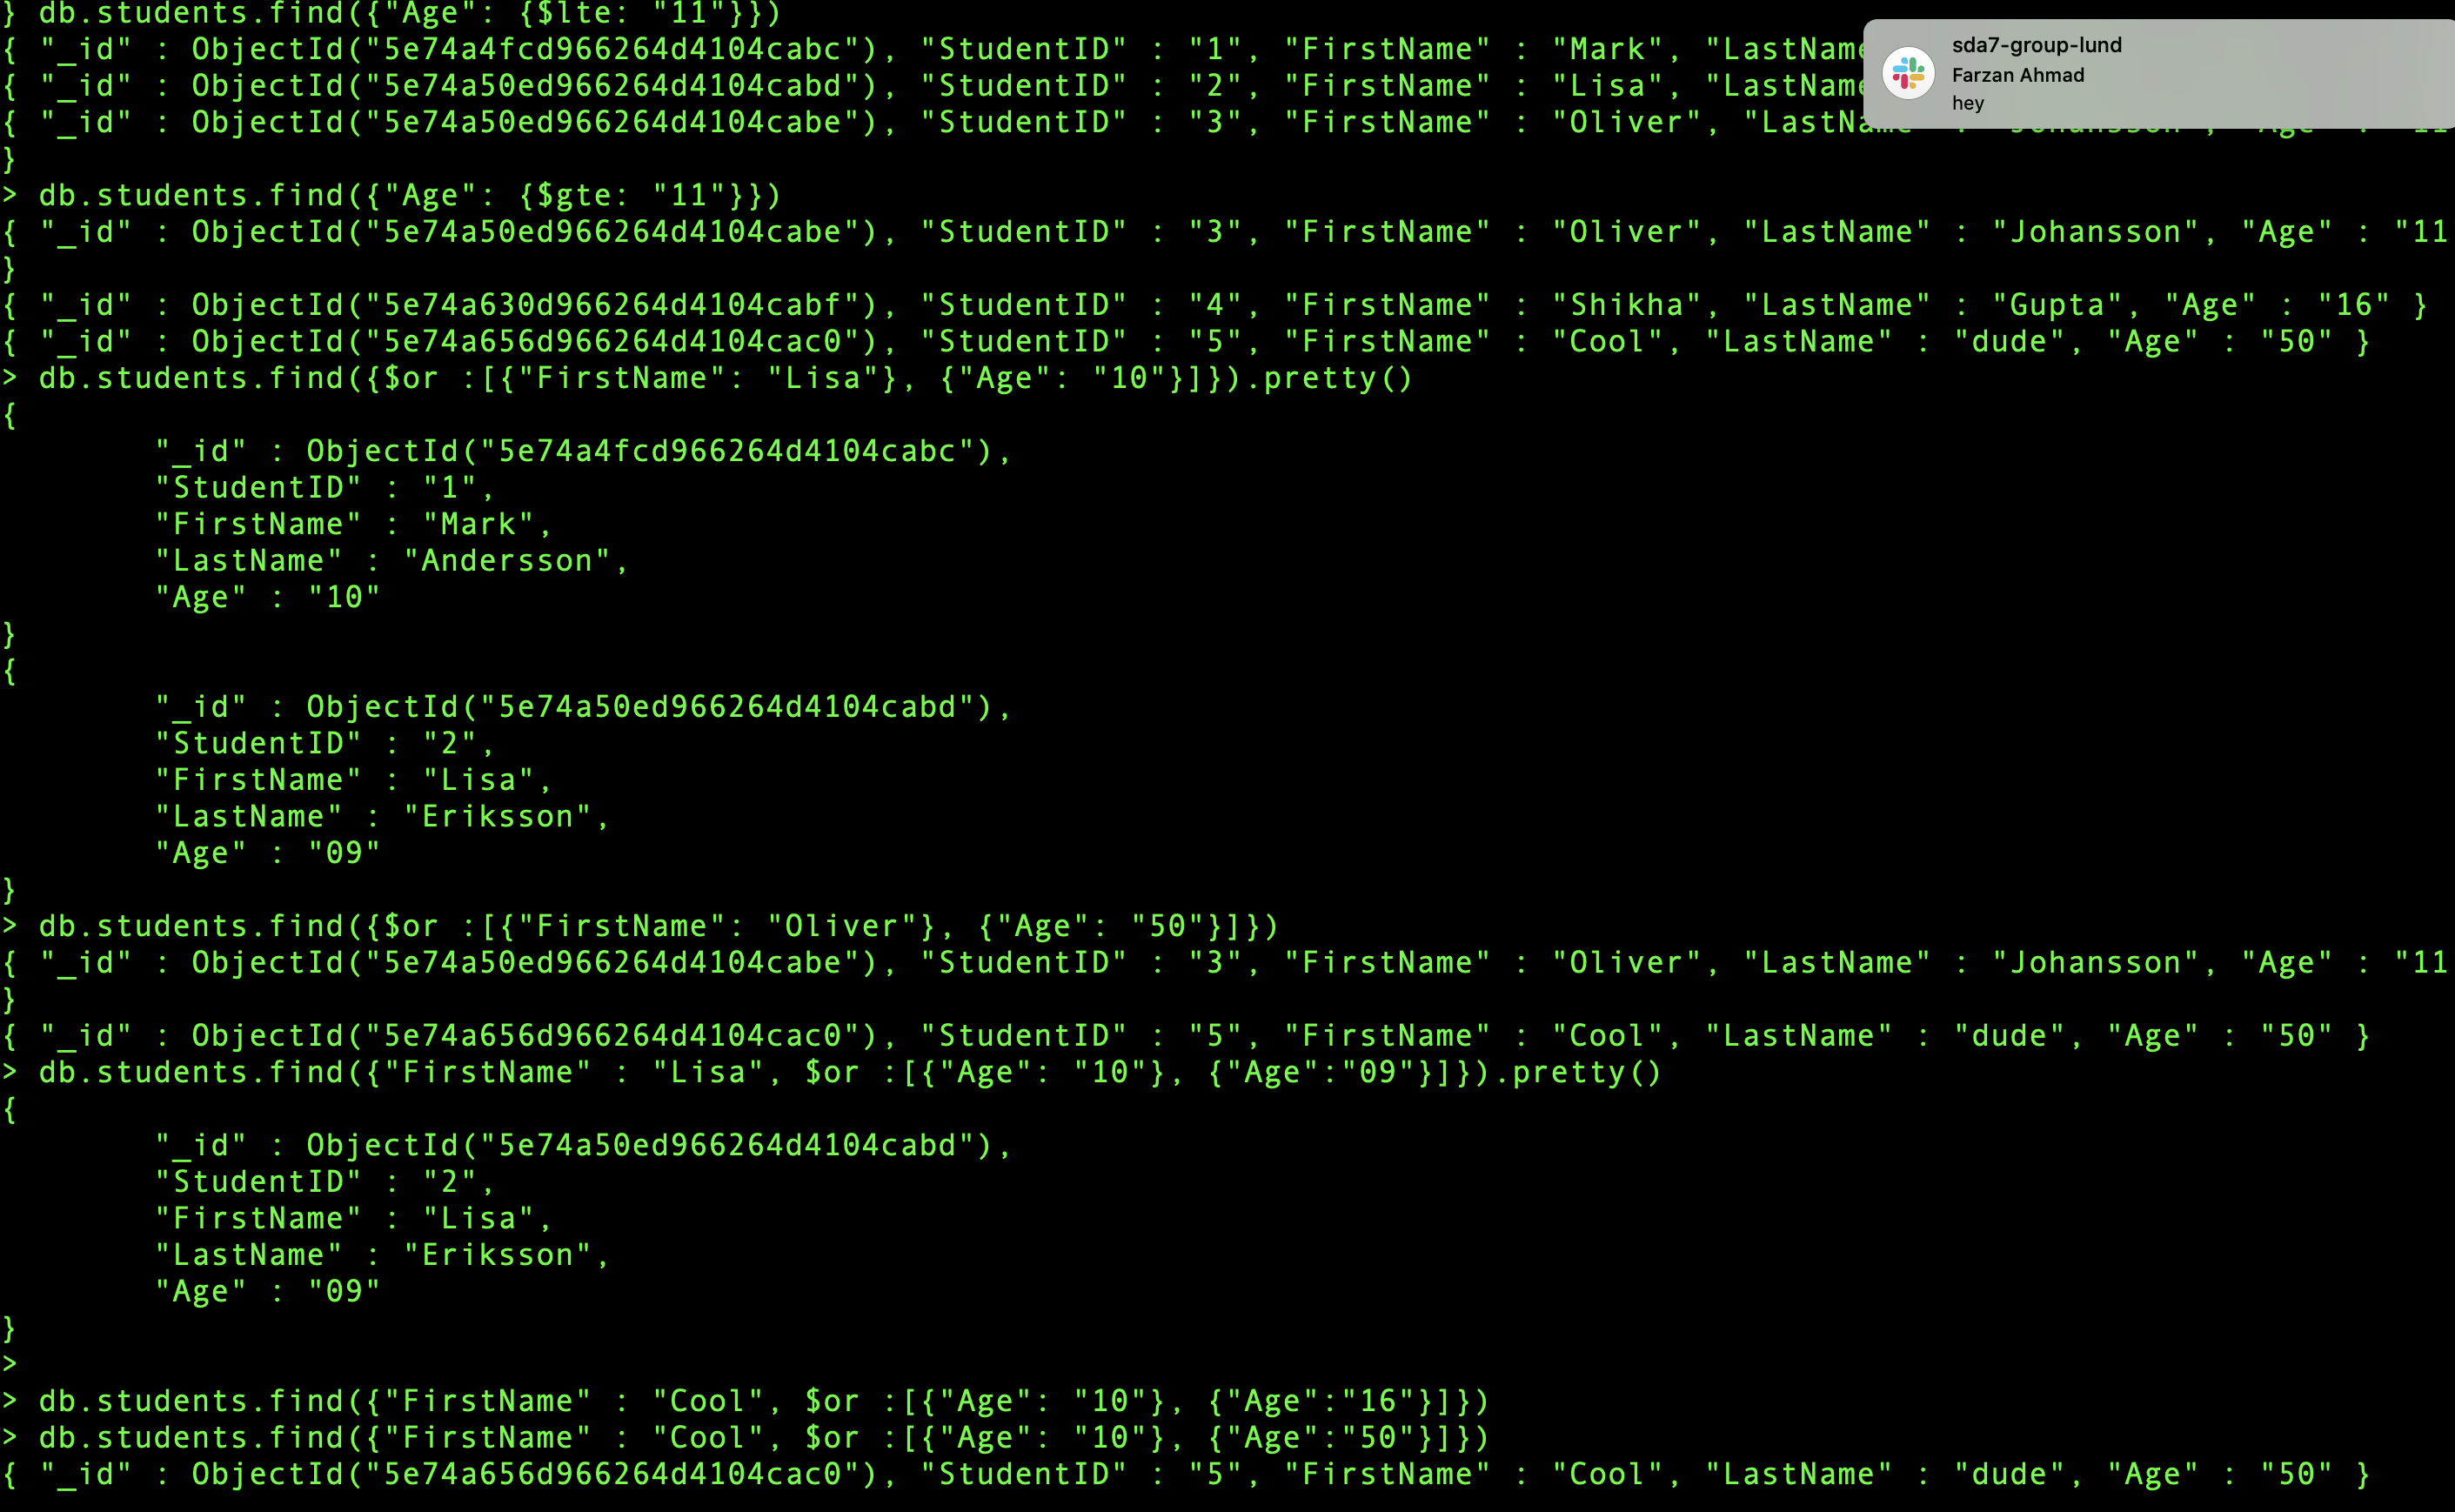 } db.students.find({"Age": {$lte: "11"}})
{ "_id" : ObjectId("5e74a4fcd966264d4104cabc"), "StudentID" : "1", "FirstName" : "Mark", "LastName
{ "_id" : ObjectId("5e74a50ed966264d4104cabd"), "StudentID" : "2", "FirstName" : "Lisa", "LastName
{ "_id" : ObjectId("5e74a50ed966264d4104cabe"), "StudentID" : "3", "FirstName" : "Oliver", "LastName" : "Johansson", "Age" : "11
sda7-group-lund
Farzan Ahmad
hey
}
> db.students.find({"Age": {$gte: "11"}})
{ "_id" : ObjectId("5e74a50ed966264d4104cabe"), "StudentID" : "3", "FirstName" : "Oliver", "LastName" : "Johansson", "Age" : "11
}
{ "_id" : ObjectId("5e74a630d966264d4104cabf"), "StudentID" : "4", "FirstName" : "Shikha", "LastName" : "Gupta", "Age" : "16" }
{ "_id" : ObjectId("5e74a656d966264d4104cac0"), "StudentID" : "5", "FirstName" : "Cool", "LastName" : "dude", "Age" : "50" }
> db.students.find({$or :[{"FirstName": "Lisa"}, {"Age": "10"}]}).pretty()
{
"_id" : ObjectId("5e74a4fcd966264d4104cabc"),
"StudentID" : "1",
"FirstName" : "Mark",
"LastName" : "Andersson",
"Age" : "10"
}
{
"_id" : ObjectId("5e74a50ed966264d4104cabd"),
"StudentID" : "2",
"FirstName" : "Lisa",
"LastName" : "Eriksson",
"Age" : "09"
}
> db.students.find({$or :[{"FirstName": "Oliver"}, {"Age": "50"}]})
{ "_id" : ObjectId("5e74a50ed966264d4104cabe"), "StudentID" : "3", "FirstName" : "Oliver", "LastName" : "Johansson", "Age" : "11
}
{ "_id" : ObjectId("5e74a656d966264d4104cac0"), "StudentID" : "5", "FirstName" : "Cool", "LastName" : "dude", "Age" : "50" }
> db.students.find({"FirstName" : "Lisa", $or :[{"Age": "10"}, {"Age":"09"}]}).pretty()
{
"_id" : ObjectId("5e74a50ed966264d4104cabd"),
"StudentID" : "2",
"FirstName" : "Lisa",
"LastName" : "Eriksson",
"Age" : "09"
}
>
> db.students.find({"FirstName" : "Cool", $or :[{"Age": "10"}, {"Age":"16"}]})
> db.students.find({"FirstName" : "Cool", $or :[{"Age": "10"}, {"Age":"50"}]})
{ "_id" : ObjectId("5e74a656d966264d4104cac0"), "StudentID" : "5", "FirstName" : "Cool", "LastName" : "dude", "Age" : "50" }